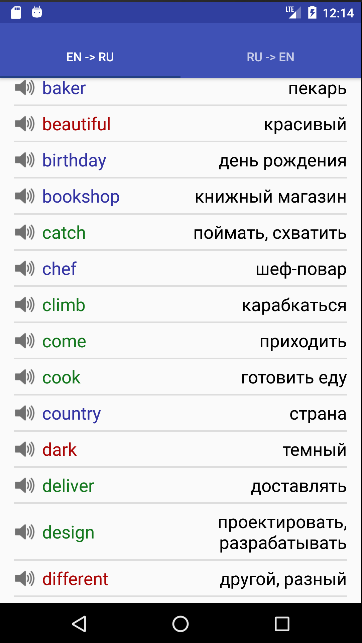 LTE 12:14
EN -> RU RU -> EN
baker пекарь
beautiful красивый
birthday день рождения
bookshop книжный магазин
catch поймать, схватить
chef шеф-повар
climb карабкаться
come приходить
cook готовить еду
country страна
dark темный
deliver доставлять
design проектировать,
разрабатывать
different другой, разный